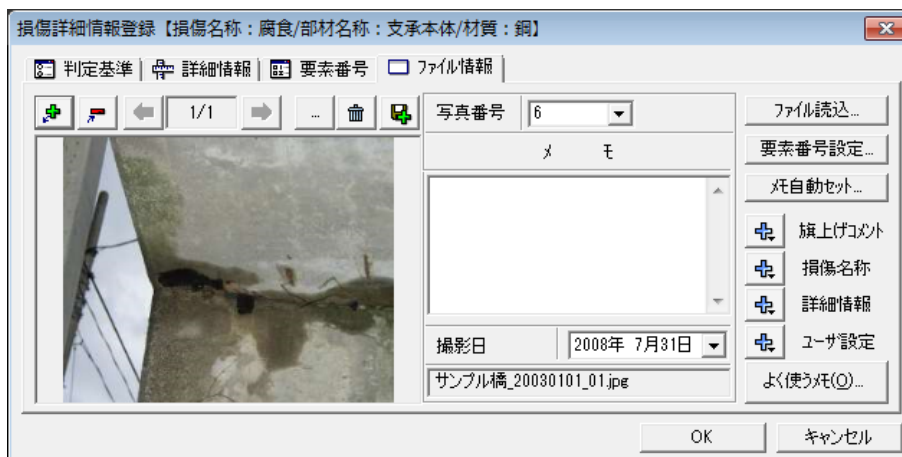 損傷詳細情報登録【損傷名称：腐食/部材名称：支承本体/材質：鋼】
判定基準 詳細情報 要素番号 ファイル情報
1/1 ...
写真番号 6
メモ
撮影日 2008年 7月31日
サンプル橋_20030101_01.jpg
ファイル読込...
要素番号設定...
メモ自動セット...
旗上げコメント
損傷名称
詳細情報
ユーザ設定
よく使うメモ(O)...
OK キャンセル